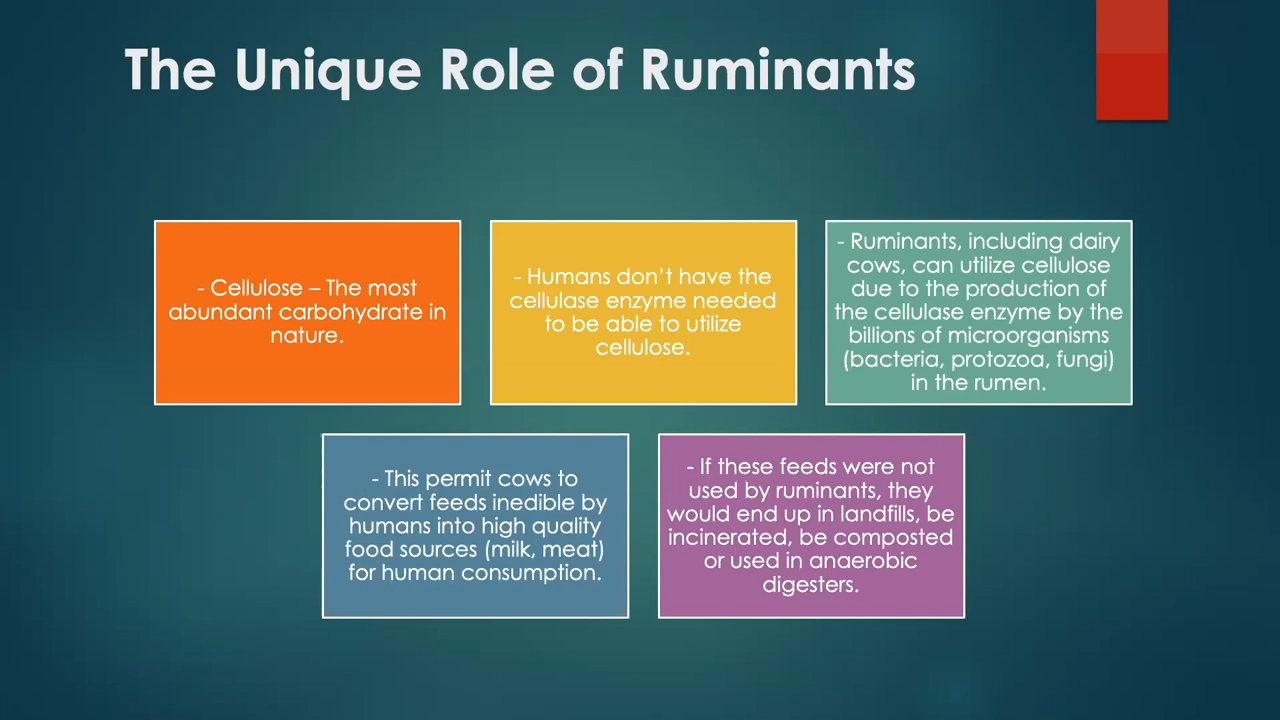 The Unique Role of Ruminants
- Cellulose – The most
abundant carbohydrate in
nature.
- Humans don’t have the
cellulase enzyme needed
to be able to utilize
cellulose.
- Ruminants, including dairy
cows, can utilize cellulose
due to the production of
the cellulase enzyme by the
billions of microorganisms
(bacteria, protozoa, fungi)
in the rumen.
- This permit cows to
convert feeds inedible by
humans into high quality
food sources (milk, meat)
for human consumption.
- If these feeds were not
used by ruminants, they
would end up in landfills, be
incinerated, be composted
or used in anaerobic
digesters.